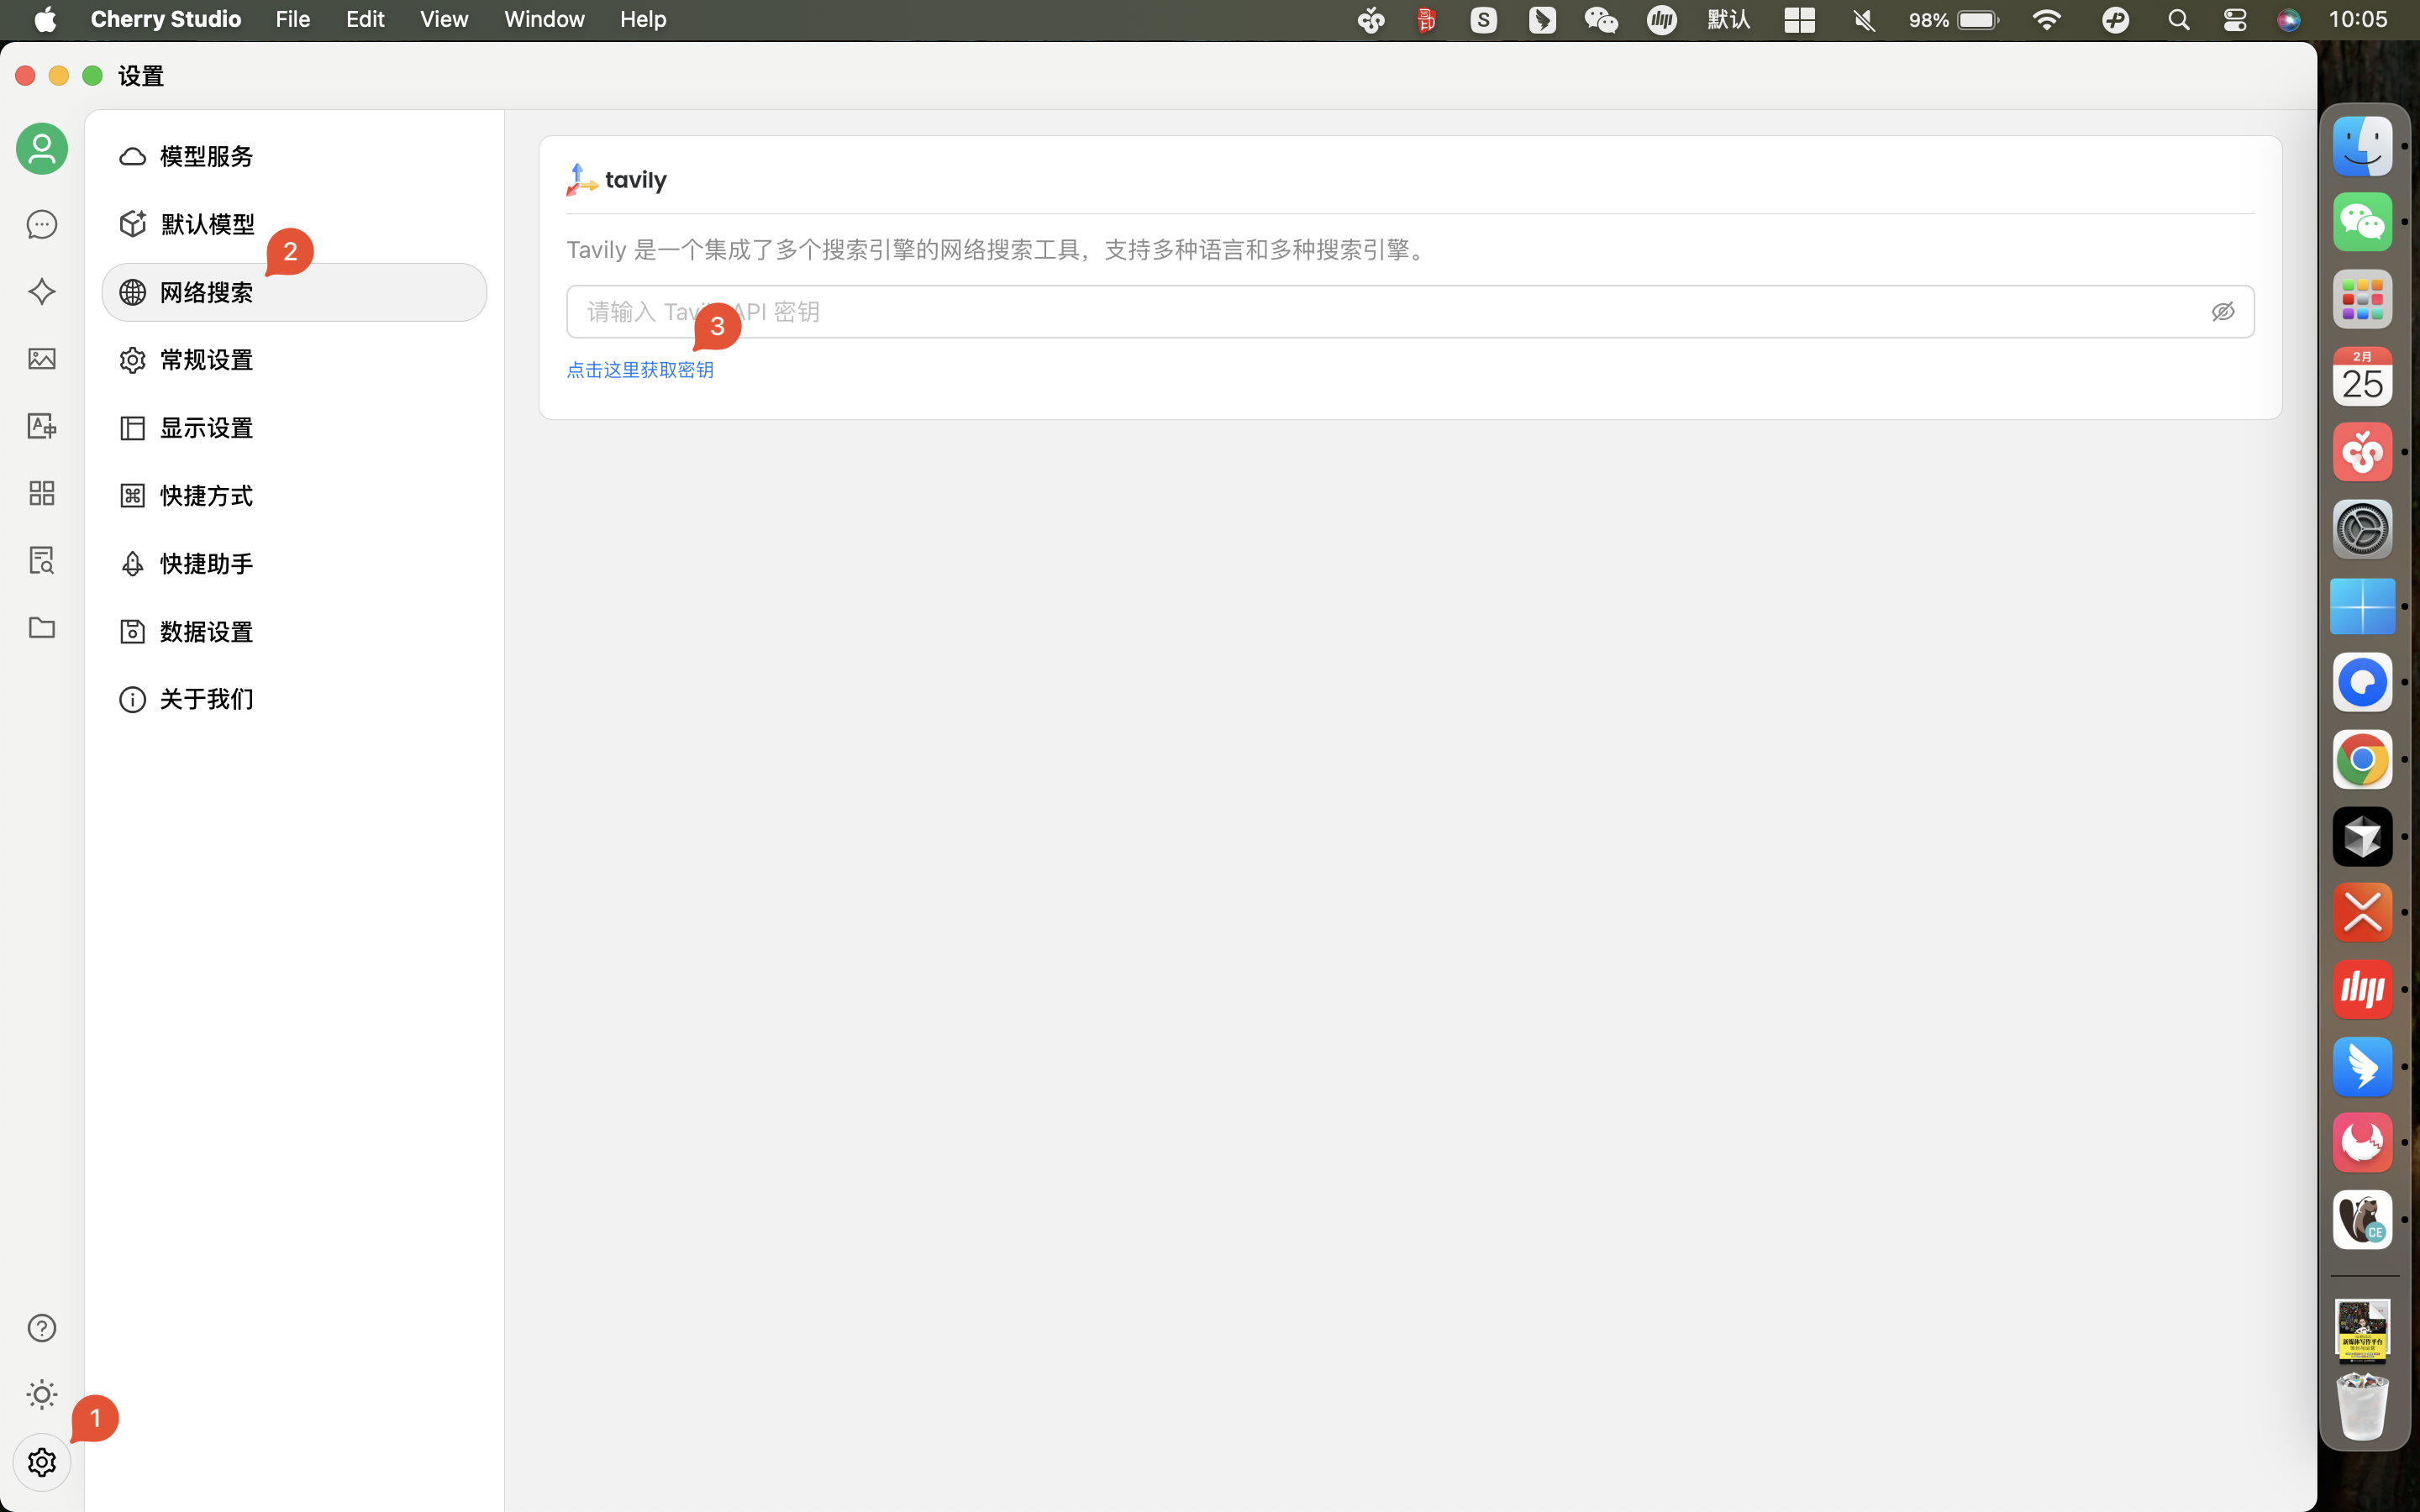 Cherry Studio File Edit View Window Help
默认 98% 10:05
设置
模型服务
默认模型
2
网络搜索
常规设置
显示设置
快捷方式
快捷助手
数据设置
关于我们
1
tavily
Tavily 是一个集成了多个搜索引擎的网络搜索工具，支持多种语言和多种搜索引擎。
请输入 Tavi API 密钥
3
点击这里获取密钥
2月
25
CE